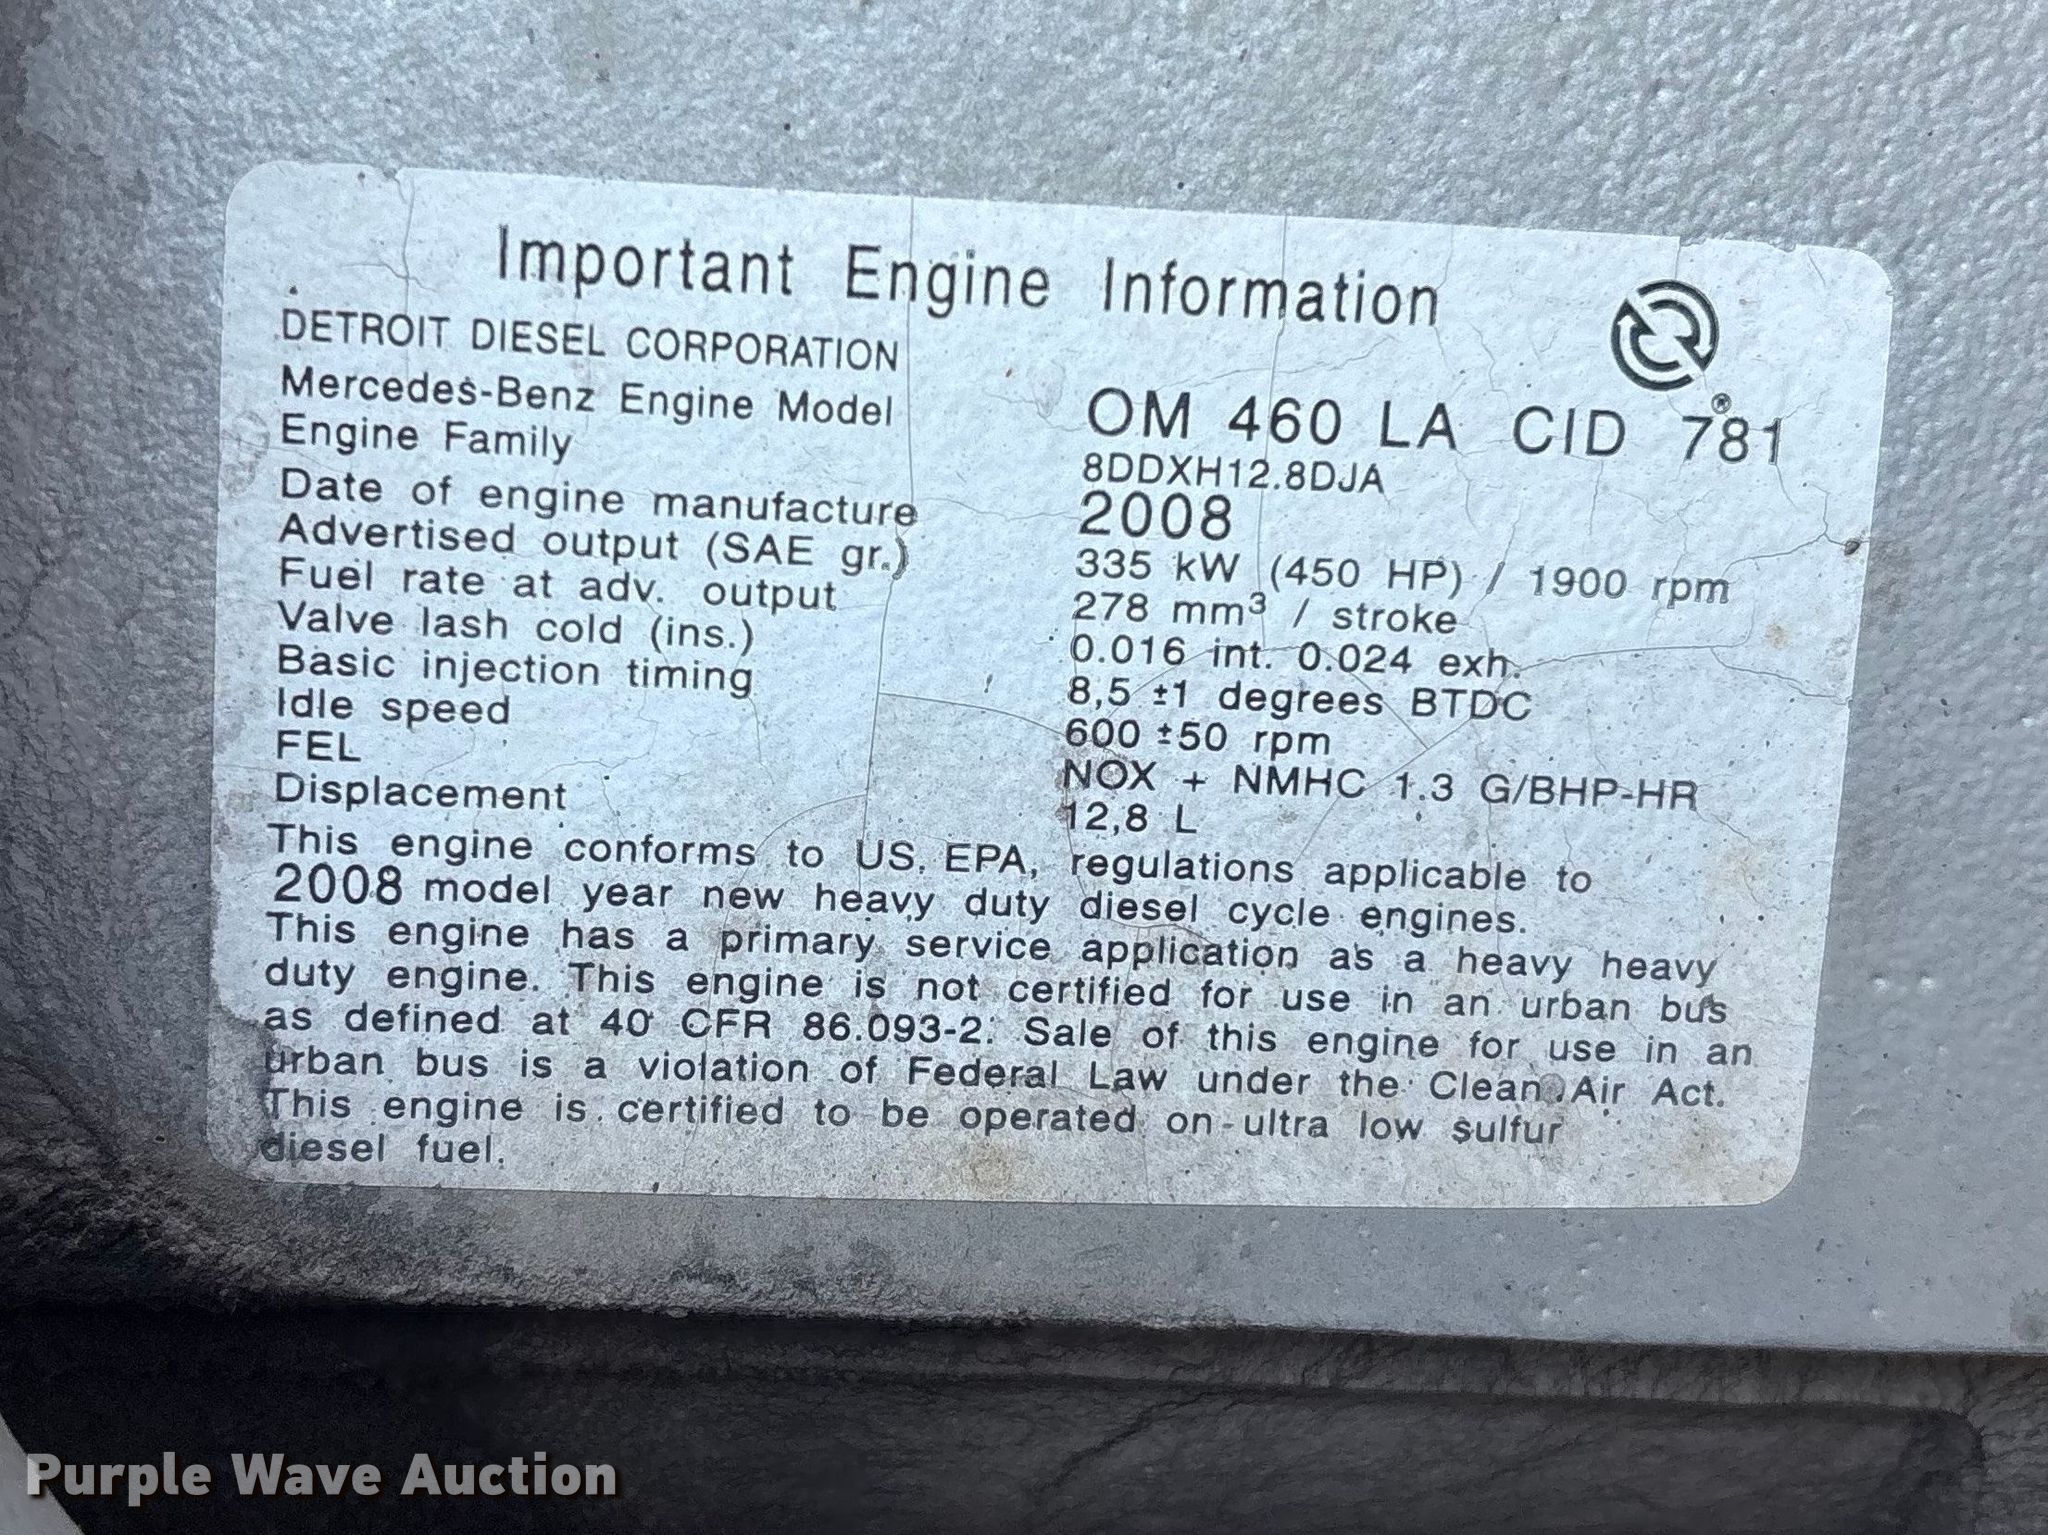 Important Engine Information
DETROIT DIESEL CORPORATION
Mercedes-Benz Engine Model OM 460 LA CID 781
Engine Family 8DDXH12.8DJA
Date of engine manufacture 2008
Advertised output (SAE gr.) 335 kW (450 HP) / 1900 rpm
Fuel rate at adv. output 278 mm³ / stroke
Valve lash cold (ins.) 0.016 int. 0.024 exh.
Basic injection timing 8,5 ±1 degrees BTDC
Idle speed 600 ±50 rpm
FEL NOX + NMHC 1.3 G/BHP-HR
Displacement 12,8 L
This engine conforms to US. EPA, regulations applicable to
2008 model year new heavy duty diesel cycle engines.
This engine has a primary service application as a heavy heavy
duty engine. This engine is not certified for use in an urban bus
as defined at 40 CFR 86.093-2. Sale of this engine for use in an
urban bus is a violation of Federal Law under the Clean Air Act.
This engine is certified to be operated on ultra low sulfur
diesel fuel.
Purple Wave Auction